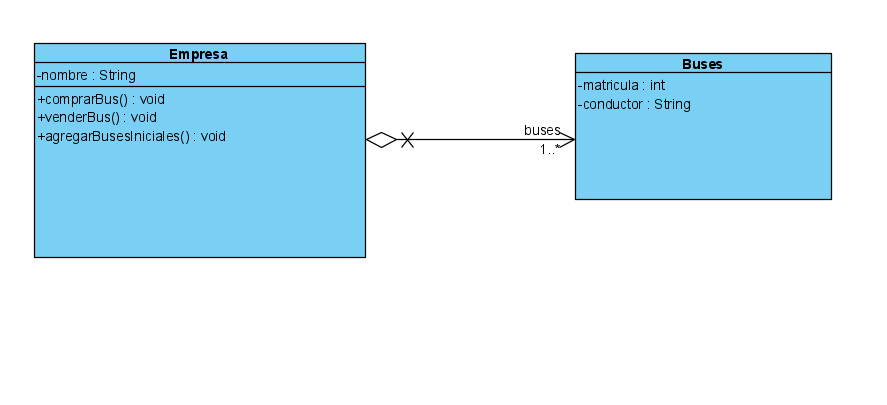 Empresa
-nombre : String
+comprarBus() : void
+venderBus() : void
+agregarBusesIniciales() : void
buses
1..*
Buses
-matricula : int
-conductor : String